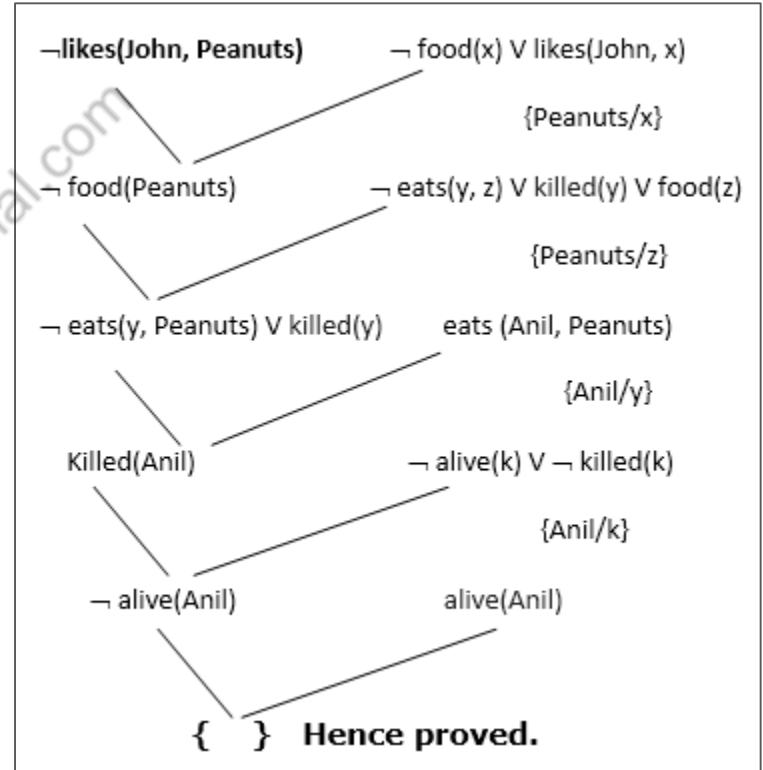 ¬likes(John, Peanuts) ¬ food(x) V likes(John, x)
{Peanuts/x}
¬ food(Peanuts) ¬ eats(y, z) V killed(y) V food(z)
{Peanuts/z}
¬ eats(y, Peanuts) V killed(y) eats (Anil, Peanuts)
{Anil/y}
Killed(Anil) ¬ alive(k) V ¬ killed(k)
{Anil/k}
¬ alive(Anil) alive(Anil)
{ } Hence proved.